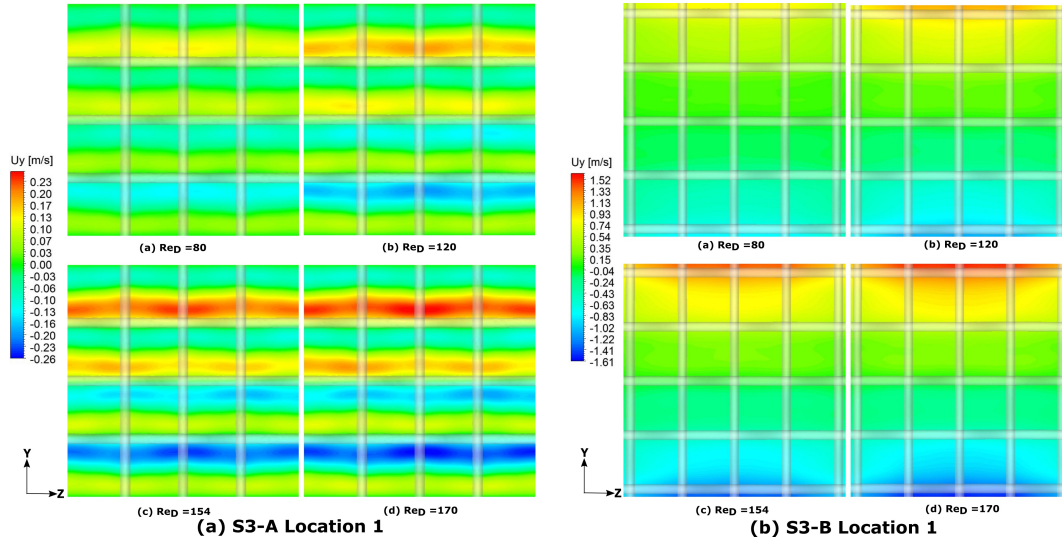 Uy [m/s]
0.23
0.20
0.17
0.13
0.10
0.07
0.03
0.00
-0.03
-0.06
-0.10
-0.13
-0.16
-0.20
-0.23
-0.26
(a) ReD =80
(b) ReD =120
Y
Z
(c) ReD =154
(d) ReD =170
(a) S3-A Location 1
Uy [m/s]
1.52
1.33
1.13
0.93
0.74
0.54
0.35
0.15
-0.04
-0.24
-0.43
-0.63
-0.83
-1.02
-1.22
-1.41
-1.61
(a) ReD =80
(b) ReD =120
Y
Z
(c) ReD =154
(d) ReD =170
(b) S3-B Location 1